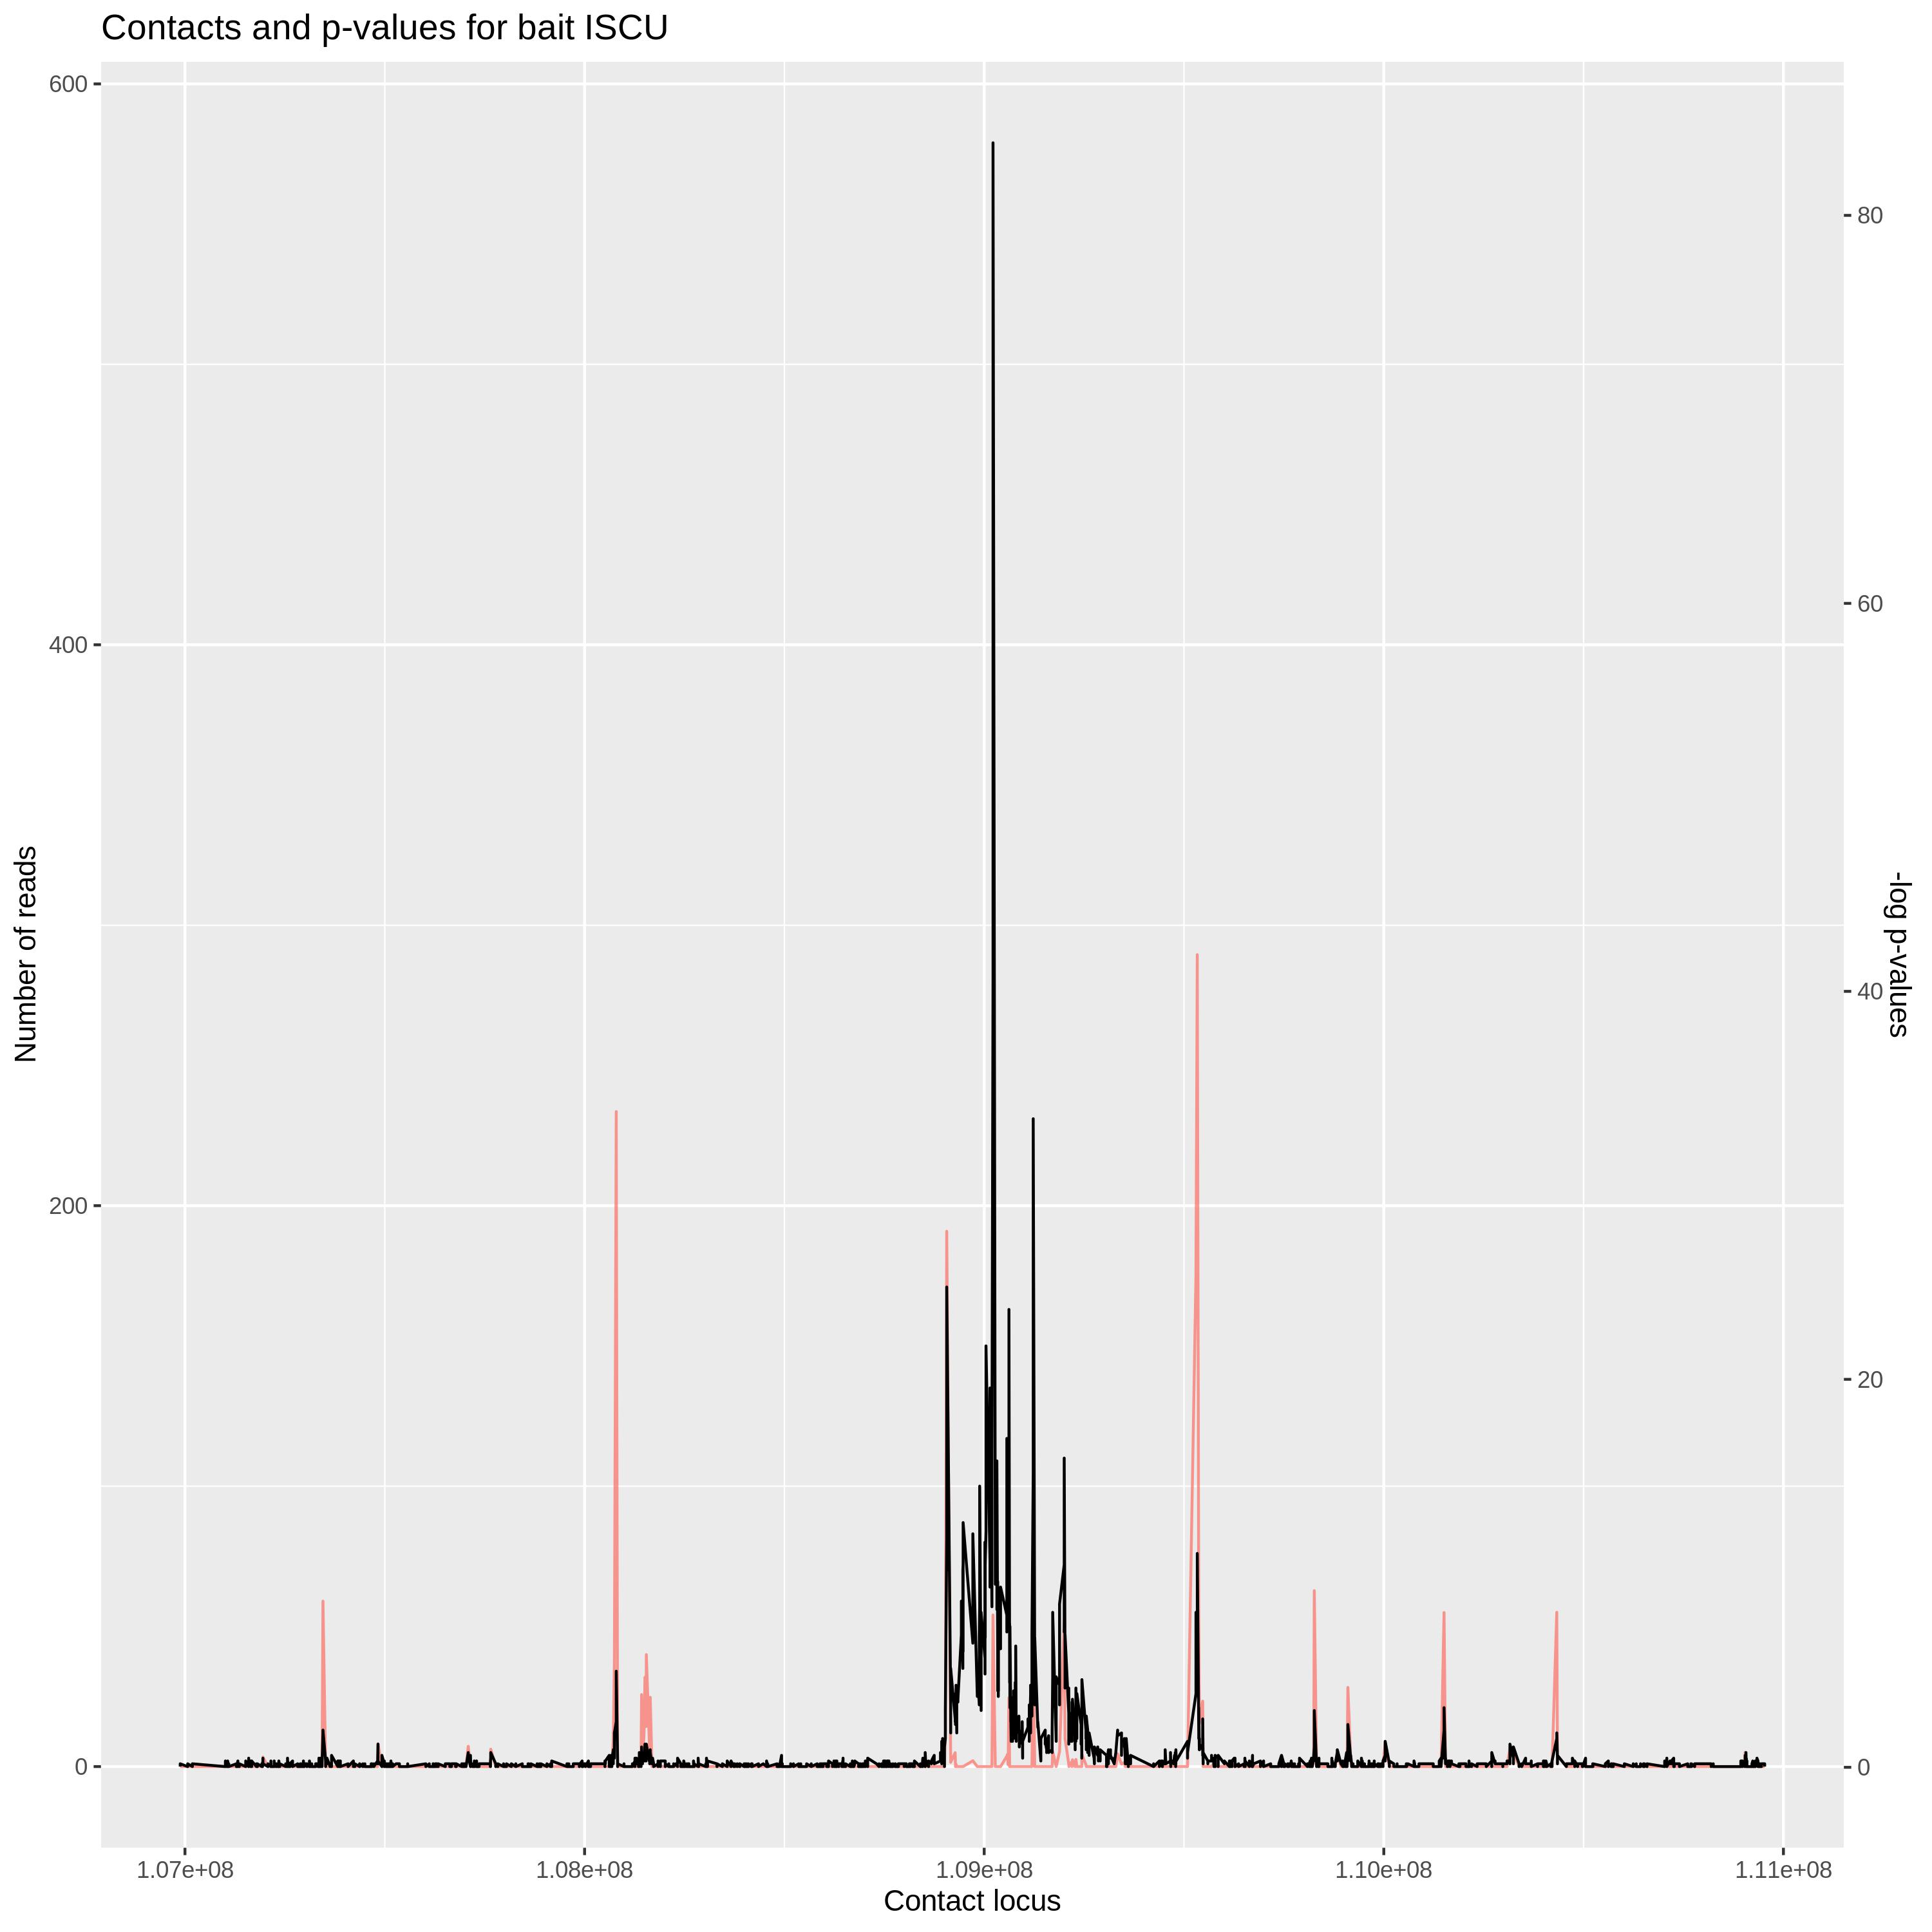 Contacts and p-values for bait ISCU
600
400
200
0
Number of reads
80
60
40
20
0
-log p-values
1.07e+08
1.08e+08
1.09e+08
1.10e+08
1.11e+08
Contact locus